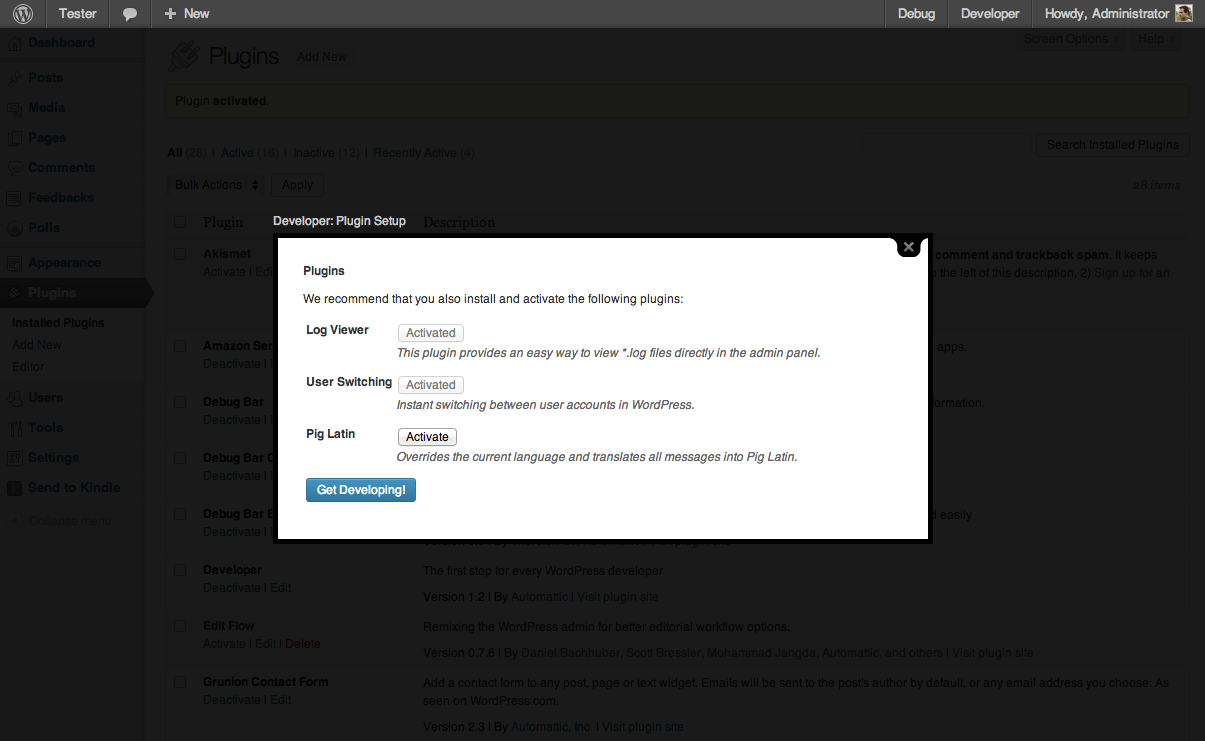 Tester
New
Debug
Developer
Howdy, Administrator
Dashboard
Posts
Media
Pages
Comments
Feedbacks
Polls
Appearance
Plugins
Installed Plugins
Add New
Editor
Users
Tools
Settings
Send to Kindle
Collapse menu
Screen Options
Help
Plugins
Add New
Plugin activated.
All (28) | Active (16) | Inactive (12) | Recently Active (4)
Search Installed Plugins
Bulk Actions
Apply
28 items
Plugin
Description
Developer: Plugin Setup
Plugins
We recommend that you also install and activate the following plugins:
Log Viewer
Activated
This plugin provides an easy way to view *.log files directly in the admin panel.
User Switching
Activated
Instant switching between user accounts in WordPress.
Pig Latin
Activate
Overrides the current language and translates all messages into Pig Latin.
Get Developing!
Akismet
Activate | Edi
comment and trackback spam. It keeps
the left of this description, 2) Sign up for an
Amazon Ser
Deactivate |
apps.
Debug Bar
Deactivate |
ormation.
Debug Bar C
Deactivate |
Debug Bar E
Deactivate |
easily
Developer
Deactivate | Edit
The first stop for every WordPress developer
Version 1.2 | By Automattic | Visit plugin site
Edit Flow
Activate | Edit | Delete
Remixing the WordPress admin for better editorial workflow options.
Version 0.7.6 | By Daniel Bachhuber, Scott Bressler, Mohammad Jangda, Automattic, and others | Visit plugin site
Grunion Contact Form
Deactivate | Edit
Add a contact form to any post, page or text widget. Emails will be sent to the post's author by default, or any email address you choose. As
seen on WordPress.com.
Version 2.3 | By Automattic, Inc. | Visit plugin site